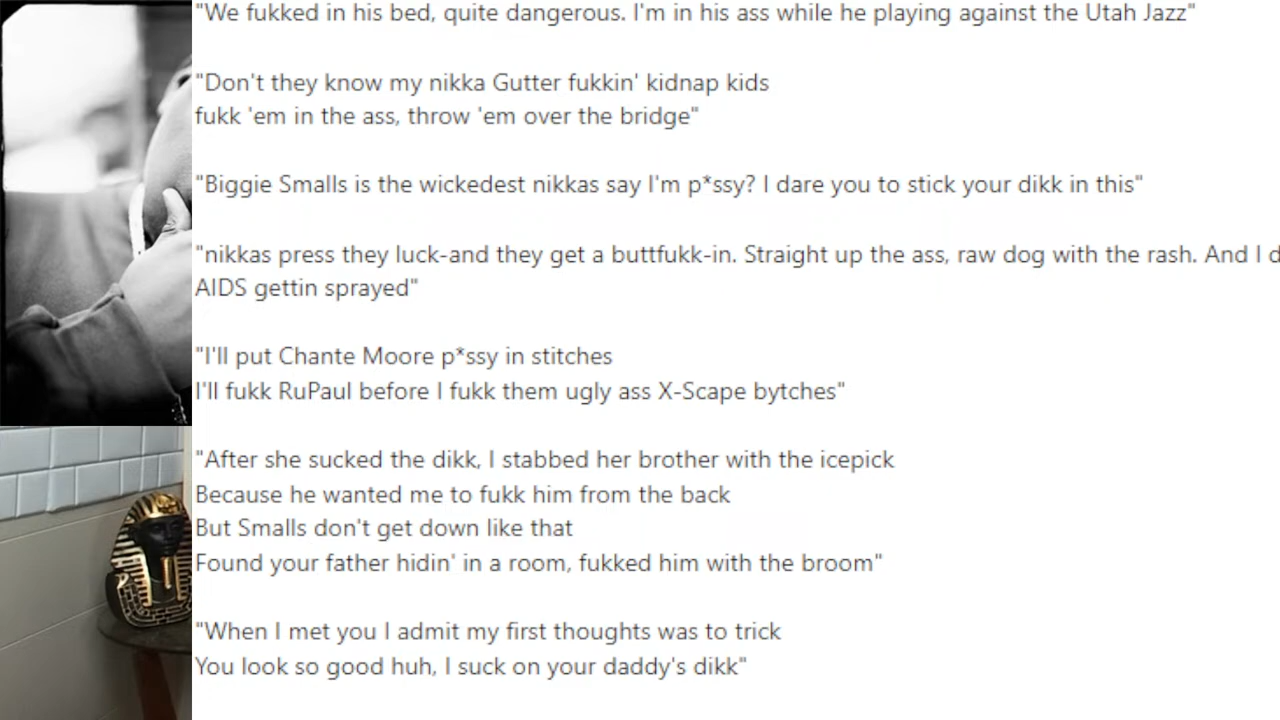 "We fukked in his bed, quite dangerous. I'm in his ass while he playing against the Utah Jazz"
"Don't they know my nikka Gutter fukkin' kidnap kids
fukk 'em in the ass, throw 'em over the bridge"
"Biggie Smalls is the wickedest nikkas say I'm p*ssy? I dare you to stick your dikk in this"
"nikkas press they luck-and they get a buttfukk-in. Straight up the ass, raw dog with the rash. And I
AIDS gettin sprayed"
"I'll put Chante Moore p*ssy in stitches
I'll fukk RuPaul before I fukk them ugly ass X-Scape bytches"
"After she sucked the dikk, I stabbed her brother with the icepick
Because he wanted me to fukk him from the back
But Smalls don't get down like that
Found your father hidin' in a room, fukked him with the broom"
"When I met you I admit my first thoughts was to trick
You look so good huh, I suck on your daddy's dikk"